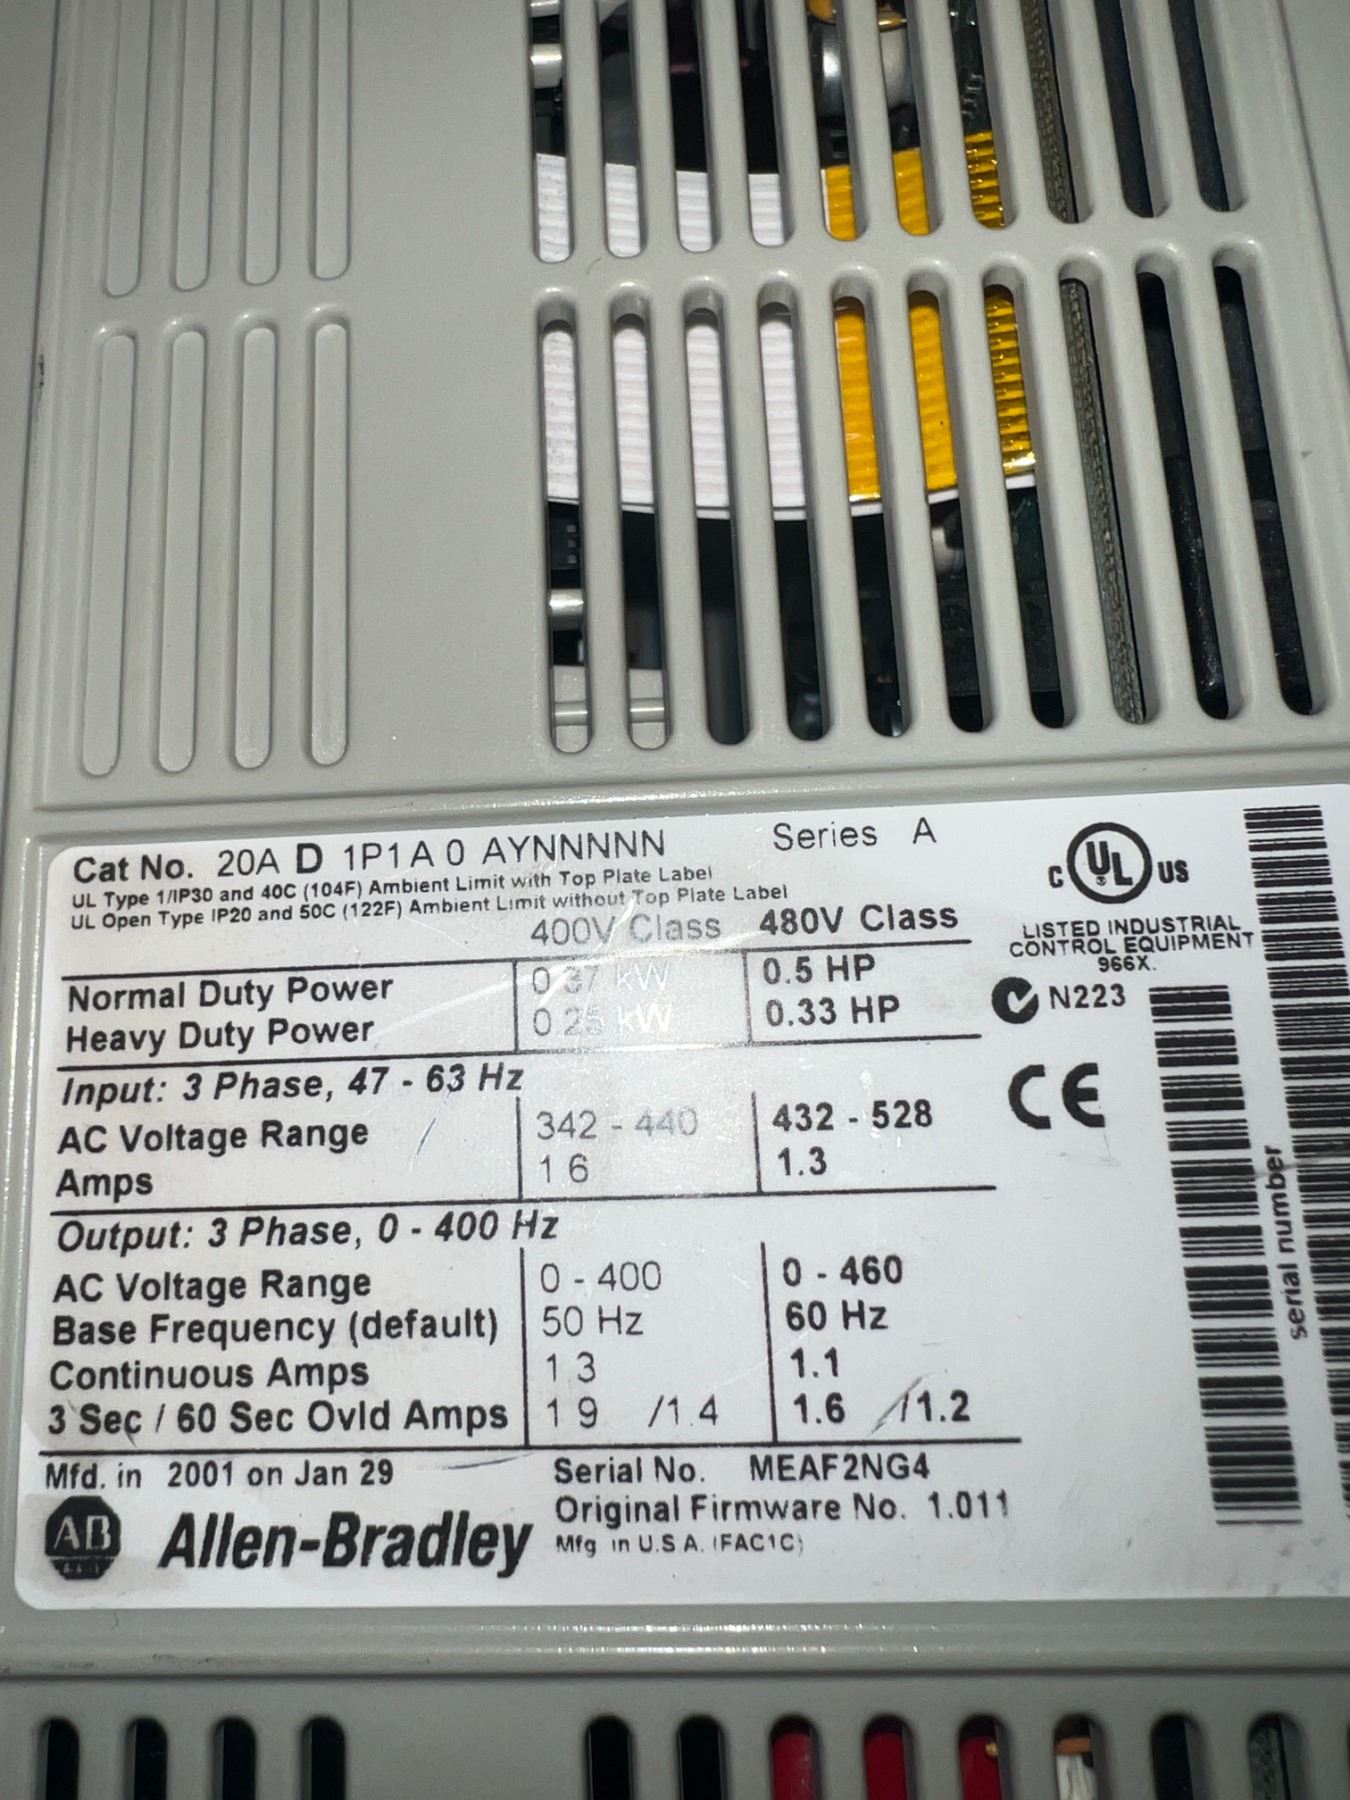 Cat No. 20A D 1P1A0 AYNNNNN Series A
UL Type 1/IP30 and 40C (104F) Ambient Limit with Top Plate Label
UL Open Type IP20 and 50C (122F) Ambient Limit without Top Plate Label
400V Class 480V Class
Normal Duty Power 0.37 kW 0.5 HP
Heavy Duty Power 0.25 kW 0.33 HP
Input: 3 Phase, 47 - 63 Hz
AC Voltage Range 342 - 440 432 - 528
Amps 1 6 1.3
Output: 3 Phase, 0 - 400 Hz
AC Voltage Range 0 - 400 0 - 460
Base Frequency (default) 50 Hz 60 Hz
Continuous Amps 1 3 1.1
3 Sec / 60 Sec Ovld Amps 1 9 /1.4 1.6 /1.2
Mfd. in 2001 on Jan 29 Serial No. MEAF2NG4
Original Firmware No. 1.011
AB Allen-Bradley Mfg in U.S.A. (FAC1C)
C UL US
LISTED INDUSTRIAL
CONTROL EQUIPMENT
966X.
N223
CE
serial number